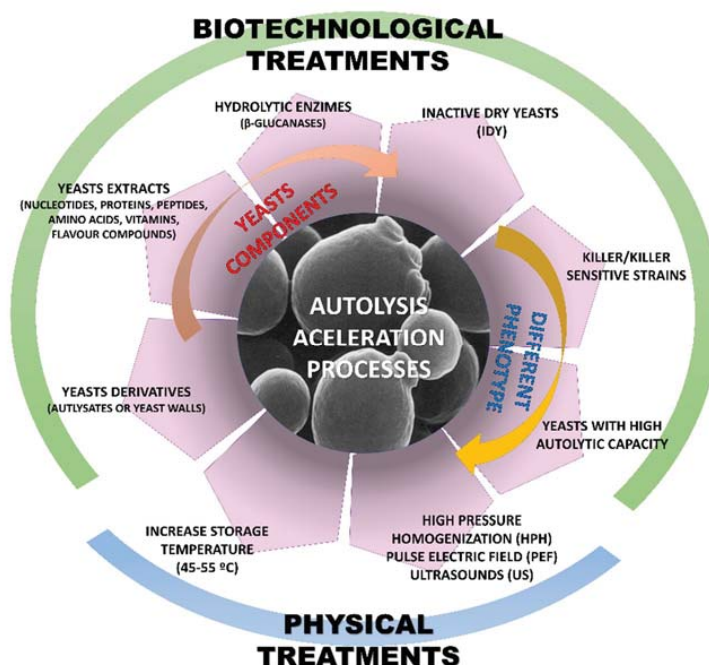 BIOTECHNOLOGICAL
TREATMENTS
HYDROLYTIC ENZIMES
(β-GLUCANASES)
INACTIVE DRY YEASTS
(IDY)
YEASTS EXTRACTS
(NUCLEOTIDES, PROTEINS, PEPTIDES,
AMINO ACIDS, VITAMINS,
FLAVOUR COMPOUNDS)
YEASTS
COMPONENTS
KILLER/KILLER
SENSITIVE STRAINS
AUTOLYSIS
ACELERATION
PROCESSES
DIFFERENT
PHENOTYPE
YEASTS DERIVATIVES
(AUTLYSATES OR YEAST WALLS)
YEASTS WITH HIGH
AUTOLYTIC CAPACITY
INCREASE STORAGE
TEMPERATURE
(45-55 ºC)
HIGH PRESSURE
HOMOGENIZATION (HPH)
PULSE ELECTRIC FIELD (PEF)
ULTRASOUNDS (US)
PHYSICAL
TREATMENTS